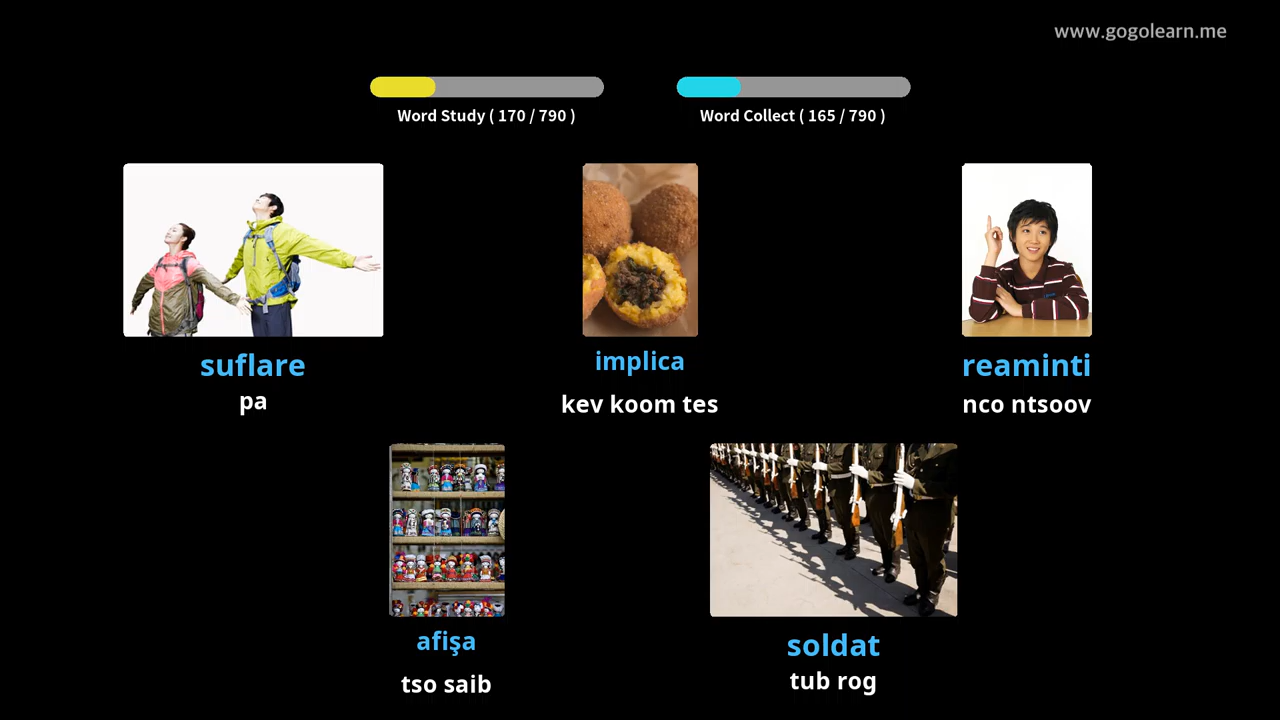 www.gogolearn.me
Word Study ( 170 / 790 )
Word Collect ( 165 / 790 )
suflare
pa
implica
kev koom tes
reaminti
nco ntsoov
afişa
tso saib
soldat
tub rog